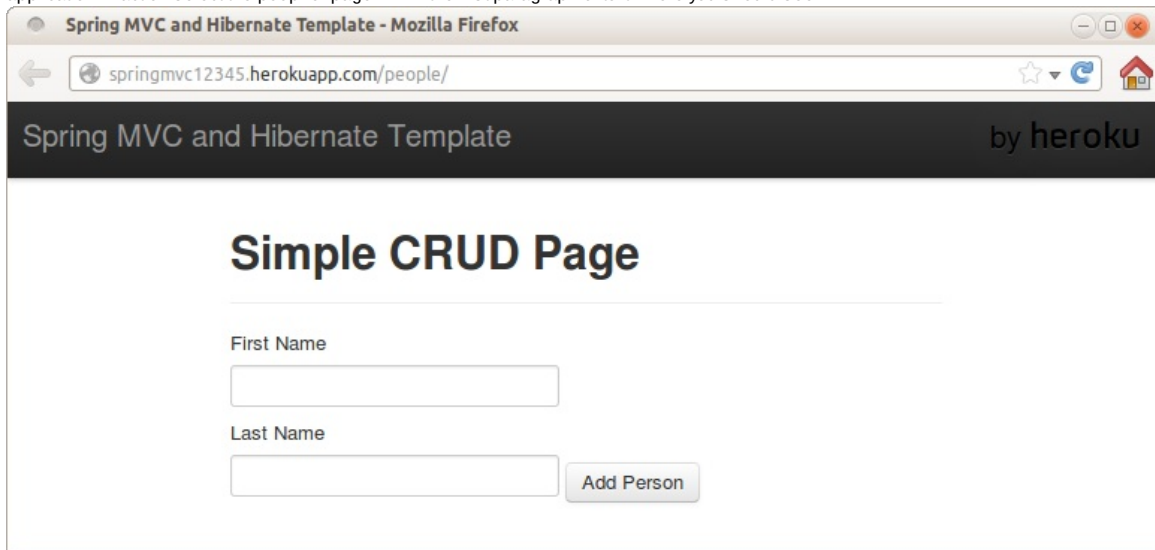 Spring MVC and Hibernate Template - Mozilla Firefox
springmvc12345.herokuapp.com/people/
Spring MVC and Hibernate Template by heroku
Simple CRUD Page
First Name
Last Name
Add Person